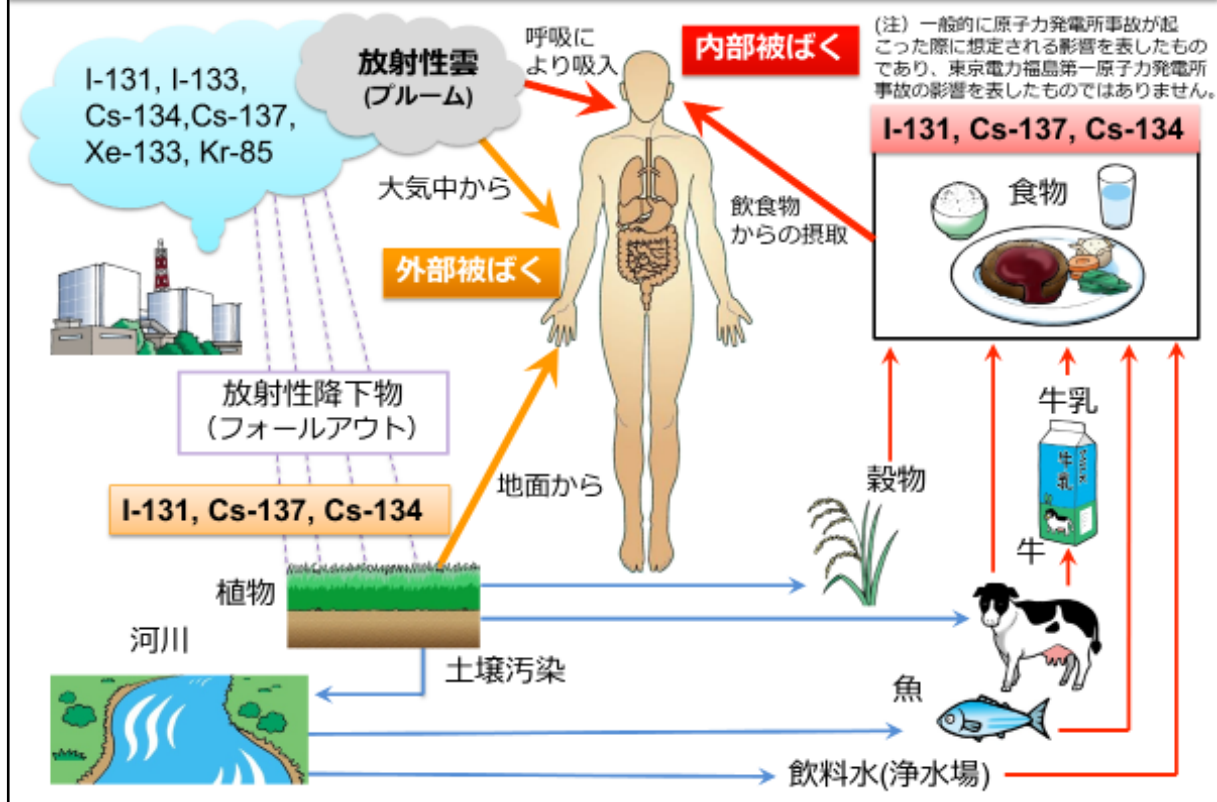 (注）一般的に原子力発電所事故が起
こった際に想定される影響を表したもの
であり、東京電力福島第一原子力発電所
事故の影響を表したものではありません。
I-131, I-133,
Cs-134,Cs-137,
Xe-133, Kr-85
放射性雲
(プルーム)
呼吸に
より吸入
内部被ばく
I-131, Cs-137, Cs-134
食物
大気中から
飲食物
からの摂取
外部被ばく
放射性降下物
（フォールアウト）
牛乳
牛乳
地面から
穀物
I-131, Cs-137, Cs-134
牛
植物
河川
土壌汚染
魚
飲料水(浄水場)